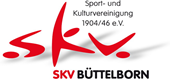 Sport- und
Kulturvereinigung
1904/46 e.V.
skv.
SKV BÜTTELBORN